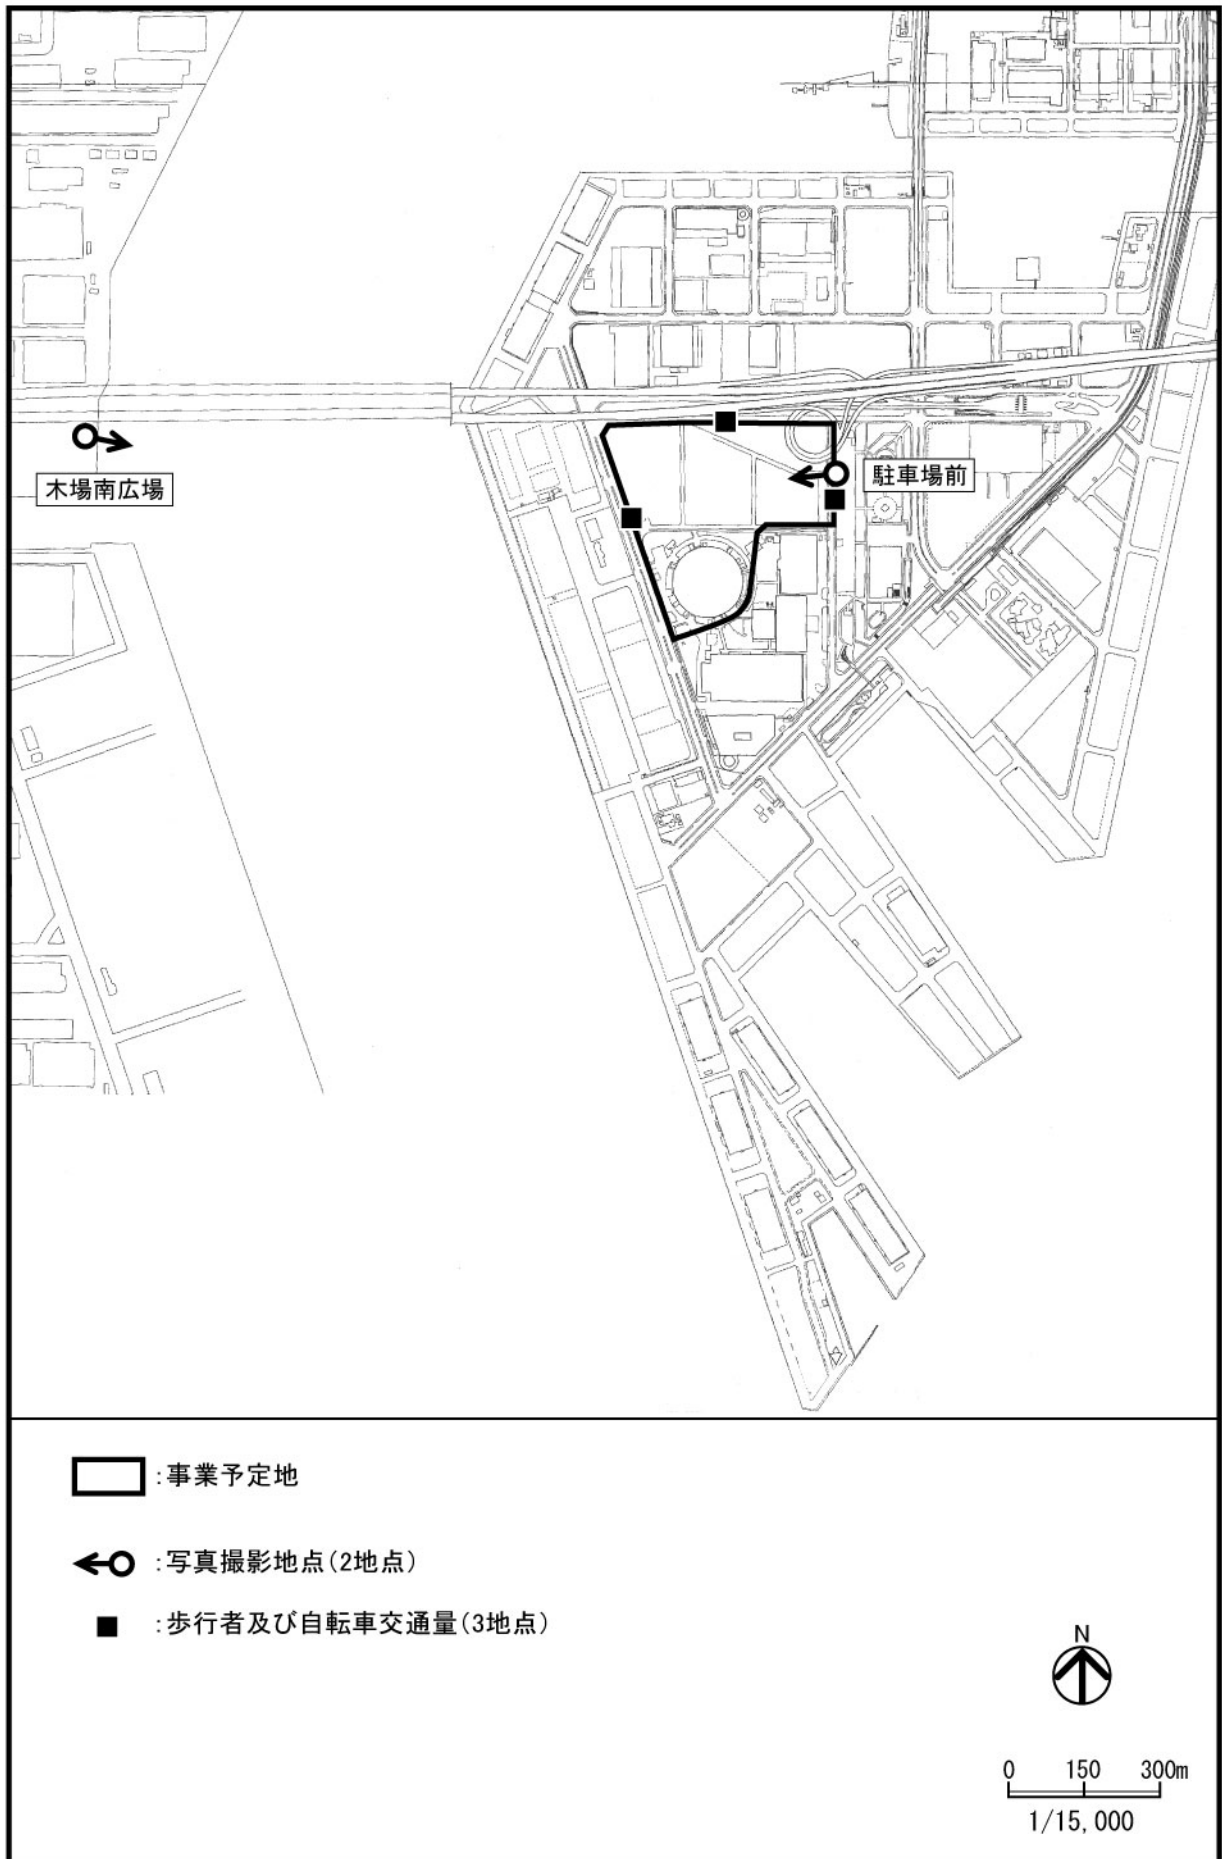 木場南広場
駐車場前
:事業予定地
:写真撮影地点(2地点)
:歩行者及び自転車交通量(3地点)
N
0 150 300m
1/15,000